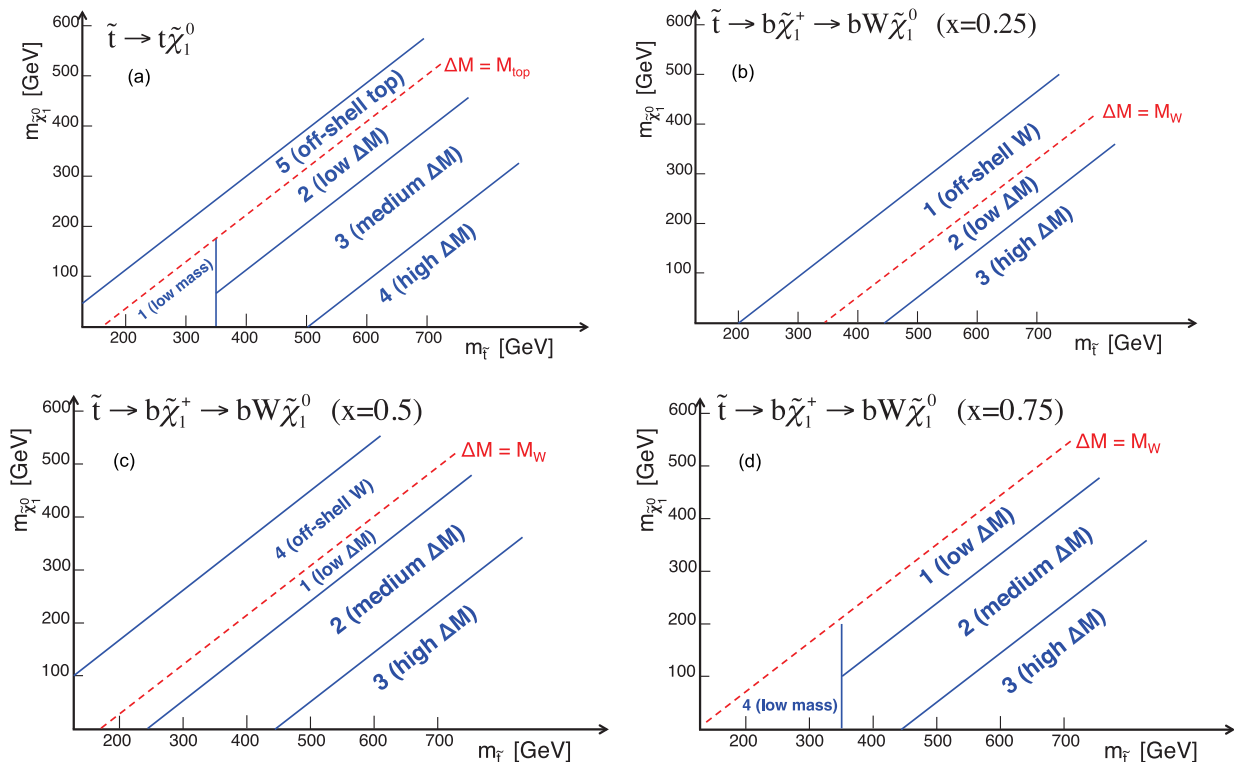 t̃ → t χ̃₁⁰
(a)
m_χ̃₁⁰ [GeV]
600
500
400
300
200
100
ΔM = M_top
5 (off-shell top)
2 (low ΔM)
3 (medium ΔM)
4 (high ΔM)
1 (low mass)
200 300 400 500 600 700
m_t̃ [GeV]
t̃ → b χ̃₁⁺ → bW χ̃₁⁰ (x=0.25)
(b)
m_χ̃₁⁰ [GeV]
600
500
400
300
200
100
ΔM = M_W
1 (off-shell W)
2 (low ΔM)
3 (high ΔM)
200 300 400 500 600 700
m_t̃ [GeV]
t̃ → b χ̃₁⁺ → bW χ̃₁⁰ (x=0.5)
(c)
m_χ̃₁⁰ [GeV]
600
500
400
300
200
100
ΔM = M_W
4 (off-shell W)
1 (low ΔM)
2 (medium ΔM)
3 (high ΔM)
200 300 400 500 600 700
m_t̃ [GeV]
t̃ → b χ̃₁⁺ → bW χ̃₁⁰ (x=0.75)
(d)
m_χ̃₁⁰ [GeV]
600
500
400
300
200
100
ΔM = M_W
1 (low ΔM)
2 (medium ΔM)
3 (high ΔM)
4 (low mass)
200 300 400 500 600 700
m_t̃ [GeV]